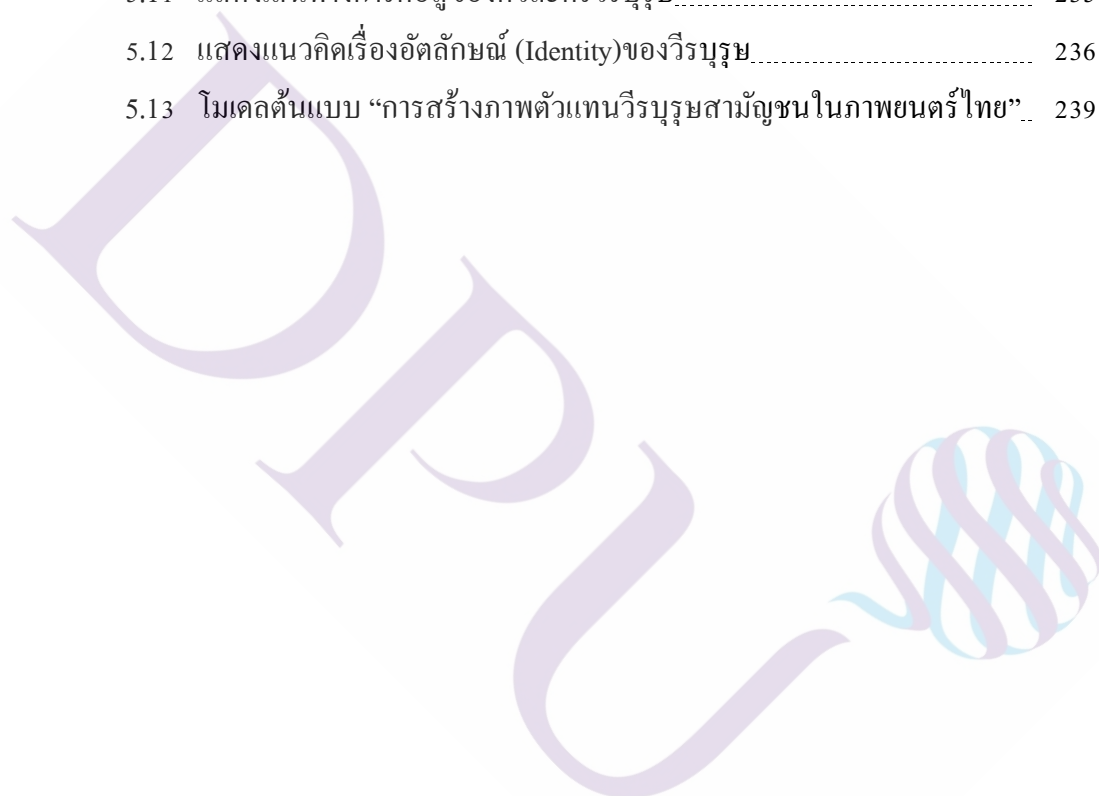 5.12 แสดงแนวคิดเรื่องอัตลักษณ์ (Identity)ของวีรบุรุษ 236
5.13 โมเดลต้นแบบ “การสร้างภาพตัวแทนวีรบุรุษสามัญชนในภาพยนตร์ไทย” 239
DPU